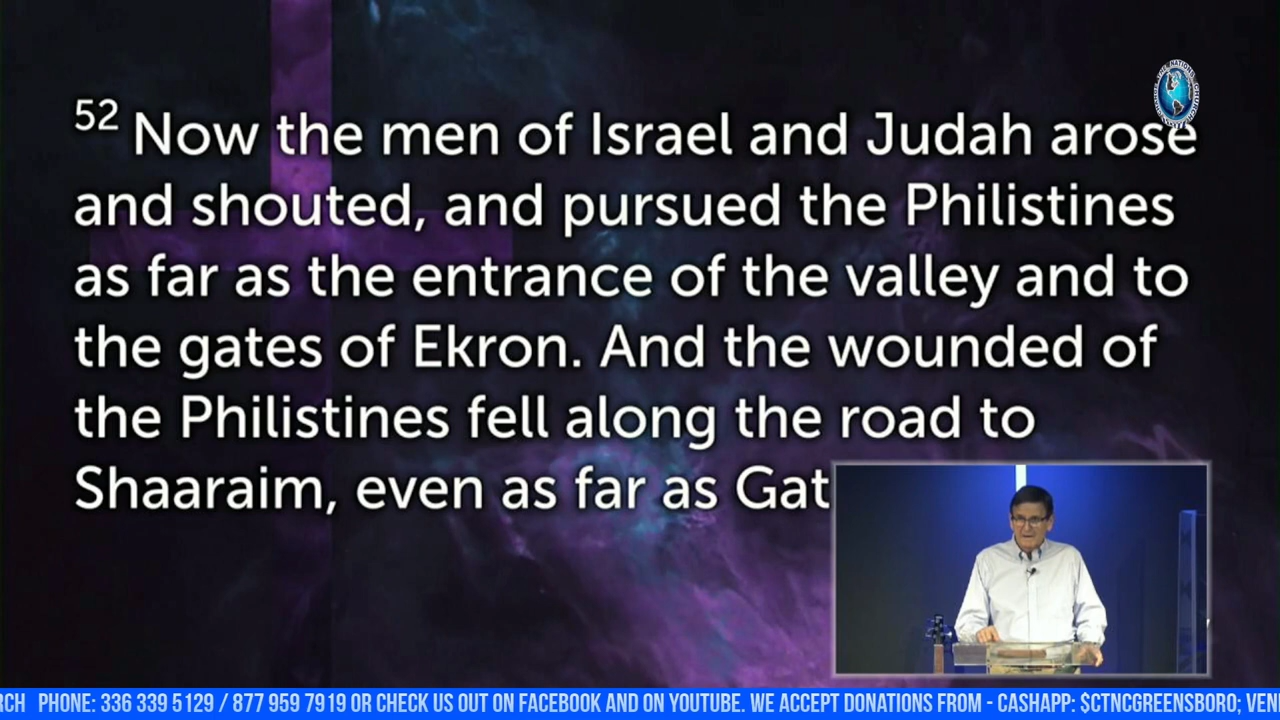 52 Now the men of Israel and Judah arose
and shouted, and pursued the Philistines
as far as the entrance of the valley and to
the gates of Ekron. And the wounded of
the Philistines fell along the road to
Shaaraim, even as far as Gat
RCH PHONE: 336 339 5129 / 877 959 7919 OR CHECK US OUT ON FACEBOOK AND ON YOUTUBE. WE ACCEPT DONATIONS FROM - CASHAPP: $CTNCGREENSBORO; VEN